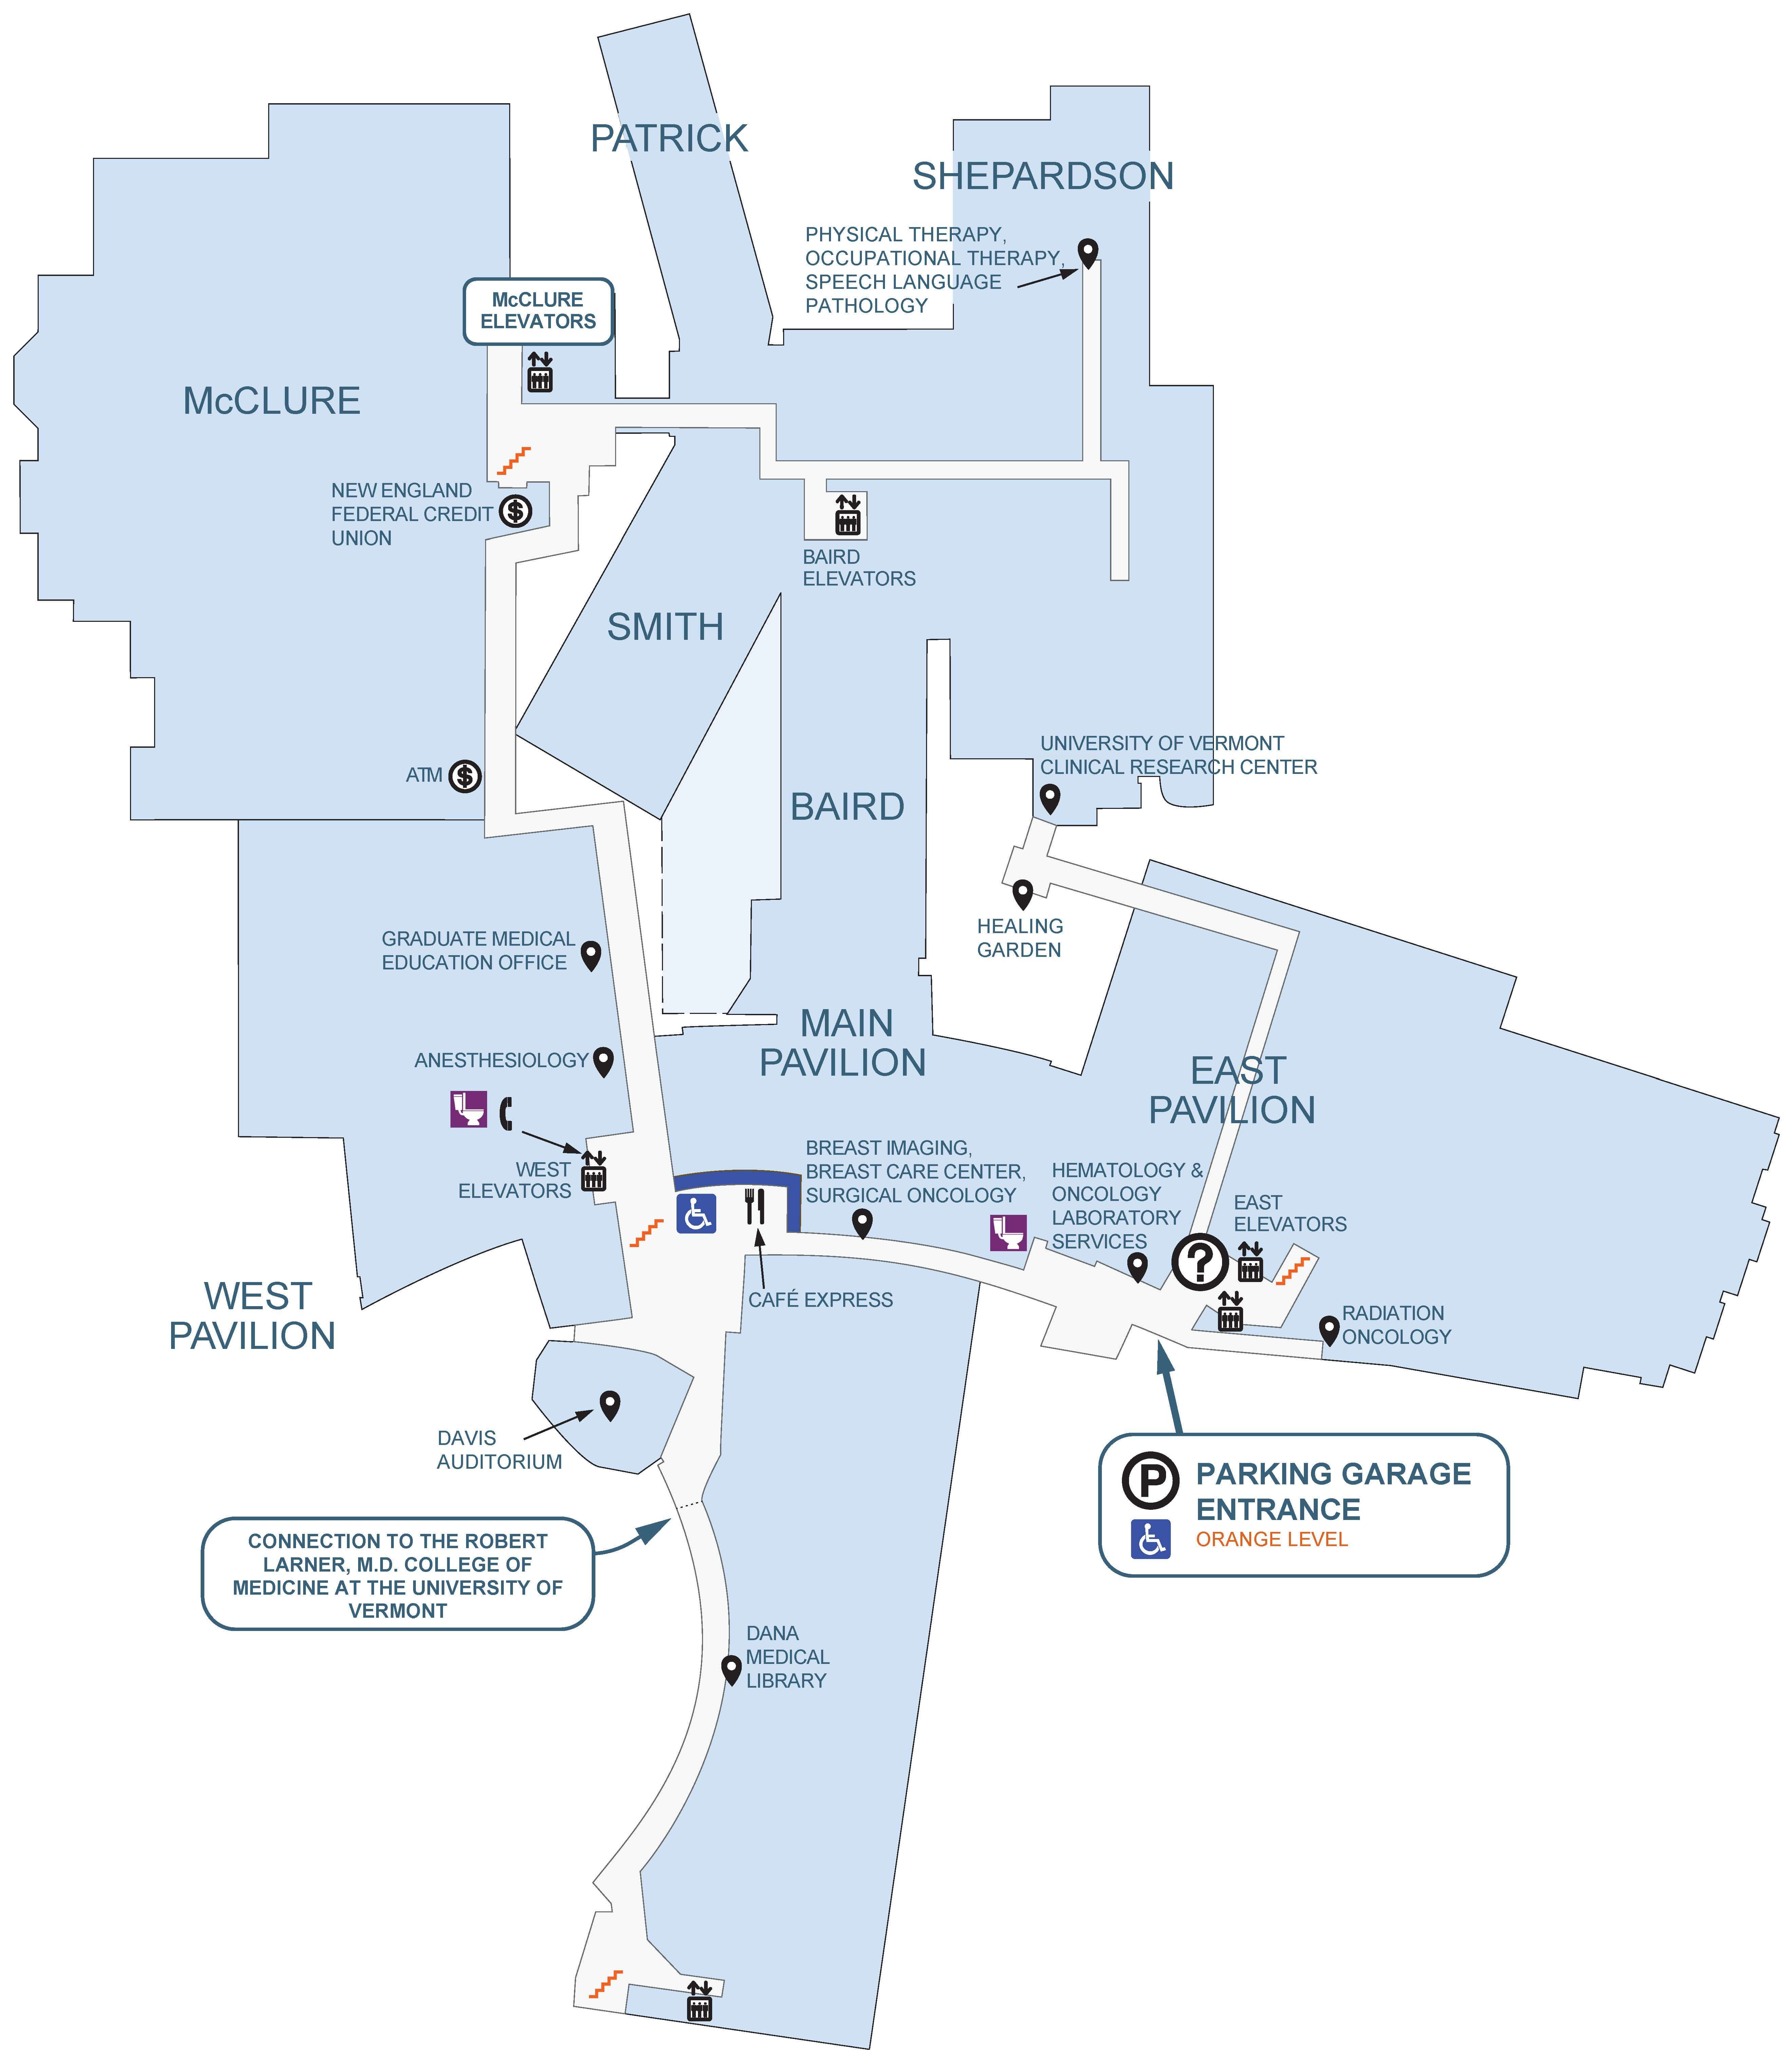 PATRICK
SHEPARDSON
PHYSICAL THERAPY,
OCCUPATIONAL THERAPY,
SPEECH LANGUAGE
PATHOLOGY
McCLURE
ELEVATORS
McCLURE
NEW ENGLAND
FEDERAL CREDIT
UNION
$
BAIRD
ELEVATORS
SMITH
UNIVERSITY OF VERMONT
CLINICAL RESEARCH CENTER
ATM
$
BAIRD
HEALING
GARDEN
GRADUATE MEDICAL
EDUCATION OFFICE
MAIN
PAVILION
ANESTHESIOLOGY
EAST
PAVILION
WEST
ELEVATORS
BREAST IMAGING,
BREAST CARE CENTER,
SURGICAL ONCOLOGY
HEMATOLOGY &
ONCOLOGY
LABORATORY
SERVICES
EAST
ELEVATORS
?
CAFÉ EXPRESS
WEST
PAVILION
RADIATION
ONCOLOGY
DAVIS
AUDITORIUM
P
PARKING GARAGE
ENTRANCE
ORANGE LEVEL
CONNECTION TO THE ROBERT
LARNER, M.D. COLLEGE OF
MEDICINE AT THE UNIVERSITY OF
VERMONT
DANA
MEDICAL
LIBRARY